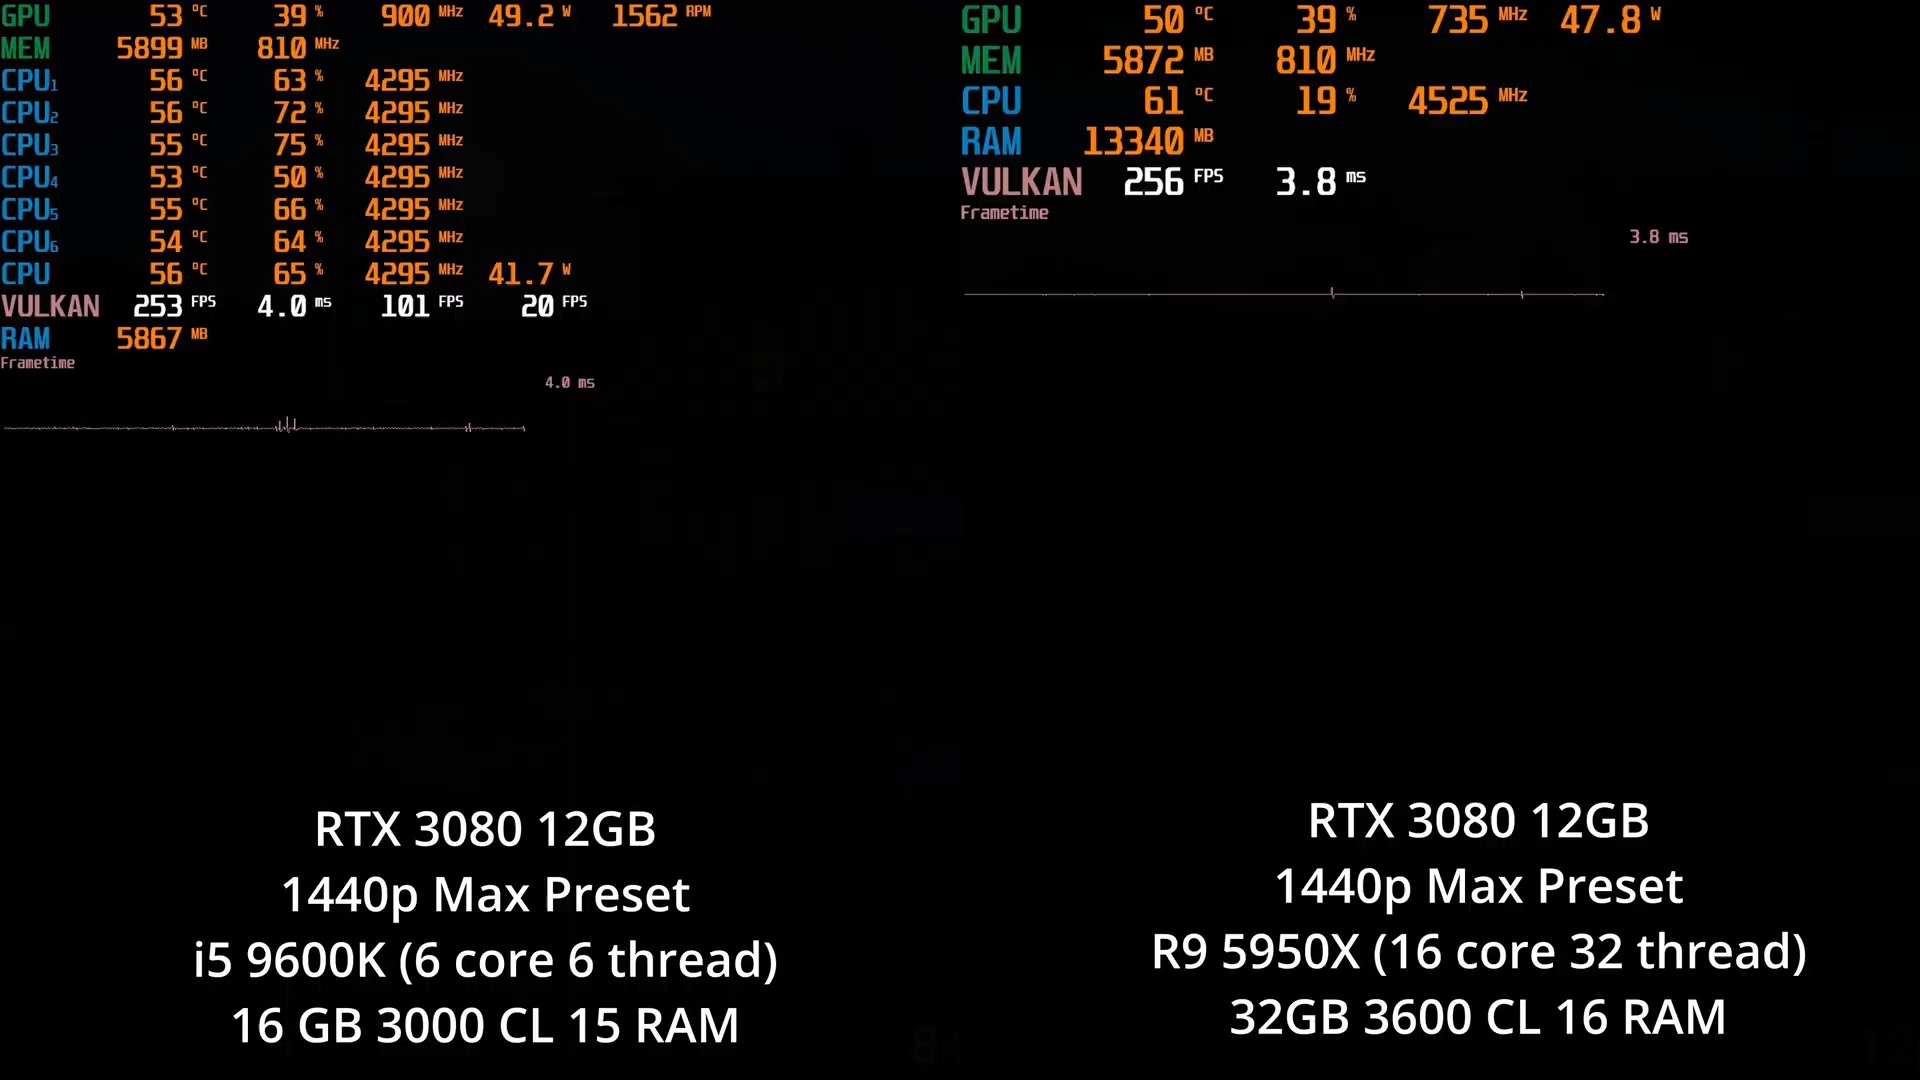 GPU 53 °C 39 % 900 MHz 49.2 W 1562 RPM
MEM 5899 MB 810 MHz
CPU1 56 °C 63 % 4295 MHz
CPU2 56 °C 72 % 4295 MHz
CPU3 55 °C 75 % 4295 MHz
CPU4 53 °C 50 % 4295 MHz
CPU5 55 °C 66 % 4295 MHz
CPU6 54 °C 64 % 4295 MHz
CPU 56 °C 65 % 4295 MHz 41.7 W
VULKAN 253 FPS 4.0 ms 101 FPS 20 FPS
RAM 5867 MB
Frametime
4.0 ms
RTX 3080 12GB
1440p Max Preset
i5 9600K (6 core 6 thread)
16 GB 3000 CL 15 RAM
GPU 50 °C 39 % 735 MHz 47.8 W
MEM 5872 MB 810 MHz
CPU 61 °C 19 % 4525 MHz
RAM 13340 MB
VULKAN 256 FPS 3.8 ms
Frametime
3.8 ms
RTX 3080 12GB
1440p Max Preset
R9 5950X (16 core 32 thread)
32GB 3600 CL 16 RAM